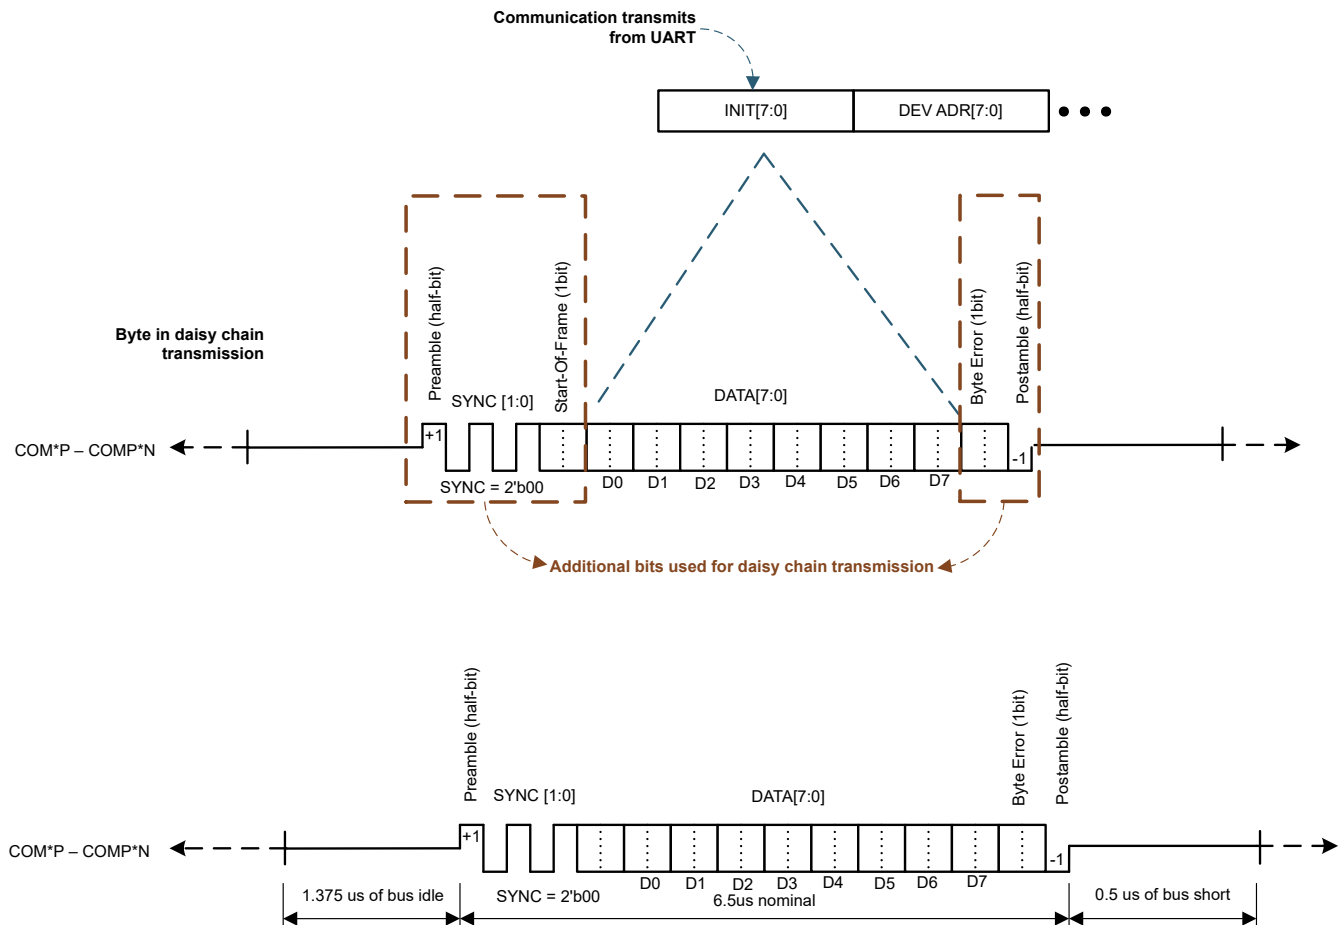 Communication transmits
from UART
INIT[7:0]
DEV ADR[7:0]
Preamble (half-bit)
Start-Of-Frame (1bit)
Byte Error (1bit)
Postamble (half-bit)
Byte in daisy chain
transmission
SYNC [1:0]
DATA[7:0]
COM*P – COMP*N
+1
-1
SYNC = 2'b00
D0
D1
D2
D3
D4
D5
D6
D7
Additional bits used for daisy chain transmission
Preamble (half-bit)
Byte Error (1bit)
Postamble (half-bit)
SYNC [1:0]
DATA[7:0]
COM*P – COMP*N
+1
-1
D0
D1
D2
D3
D4
D5
D6
D7
1.375 us of bus idle
SYNC = 2'b00
6.5us nominal
0.5 us of bus short